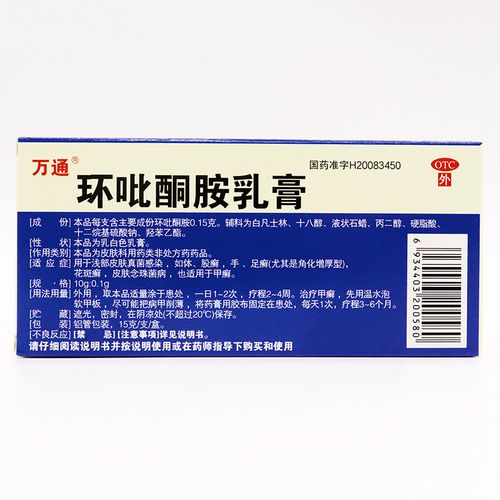 万通®
国药准字H20083450
OTC
外
环吡酮胺乳膏
[成　份] 本品每支含主要成份环吡酮胺0.15克。辅料为白凡士林、十八醇、液状石蜡、丙二醇、硬脂酸、
十二烷基硫酸钠、羟苯乙酯。
[性　状] 本品为乳白色乳膏。
[作用类别] 本品为皮肤科用药类非处方药药品。
[适 应 症] 用于浅部皮肤真菌感染，如体、股癣，手、足癣(尤其是角化增厚型)，
花斑癣，皮肤念珠菌病，也适用于甲癣。
[规　格] 10g:0.1g
[用法用量] 外用，取本品适量涂于患处，一日1~2次，疗程2~4周。治疗甲癣，先用温水泡
软甲板，尽可能把病甲削薄，将药膏用胶布固定在患处，每天1次，疗程3~6个月。
[贮　藏] 遮光，密封，在阴凉处(不超过20℃)保存。
[包　装] 铝管包装，15克/支/盒。
[不良反应] [禁　忌] [注意事项]详见说明书。
请仔细阅读说明书并按说明使用或在药师指导下购买和使用
6934403200580